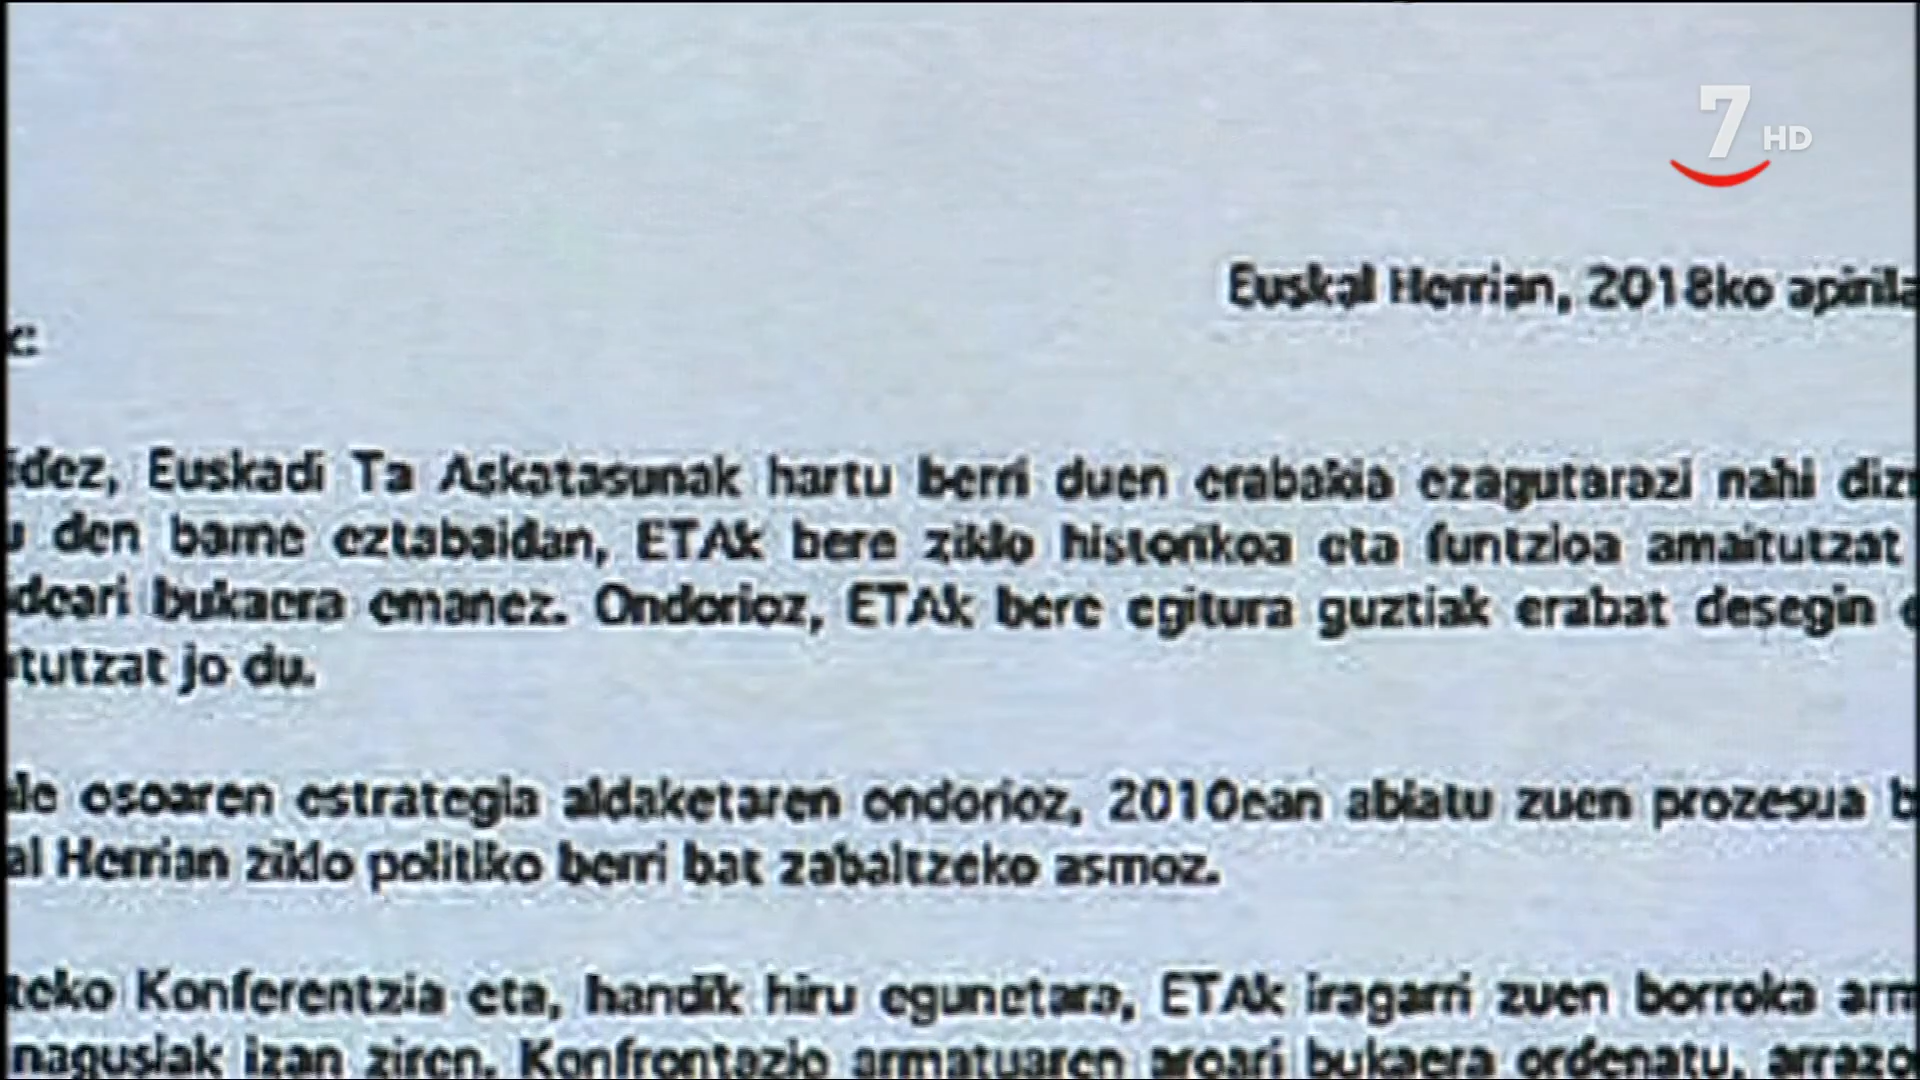 7 HD
Euskal Herrian, 2018ko apirila
c:
idez, Euskadi Ta Askatasunak hartu berri duen erabakia ezagutarazi nahi diz
u den barne eztabaidan, ETAk bere ziklo historikoa eta funtzioa amaitutzat
deari bukaera emanez. Ondorioz, ETAk bere egitura guztiak erabat desegin
tutzat jo du.
ale osoaren estrategia aldaketaren ondorioz, 2010ean abiatu zuen prozesua b
al Herrian ziklo politiko berri bat zabaltzeko asmoz.
teko Konferentzia eta, handik hiru egunetara, ETAk iragarri zuen borroka arm
nagusiak izan ziren. Konfrontazio armatuaren aroari bukaera ordenatu, arrazo